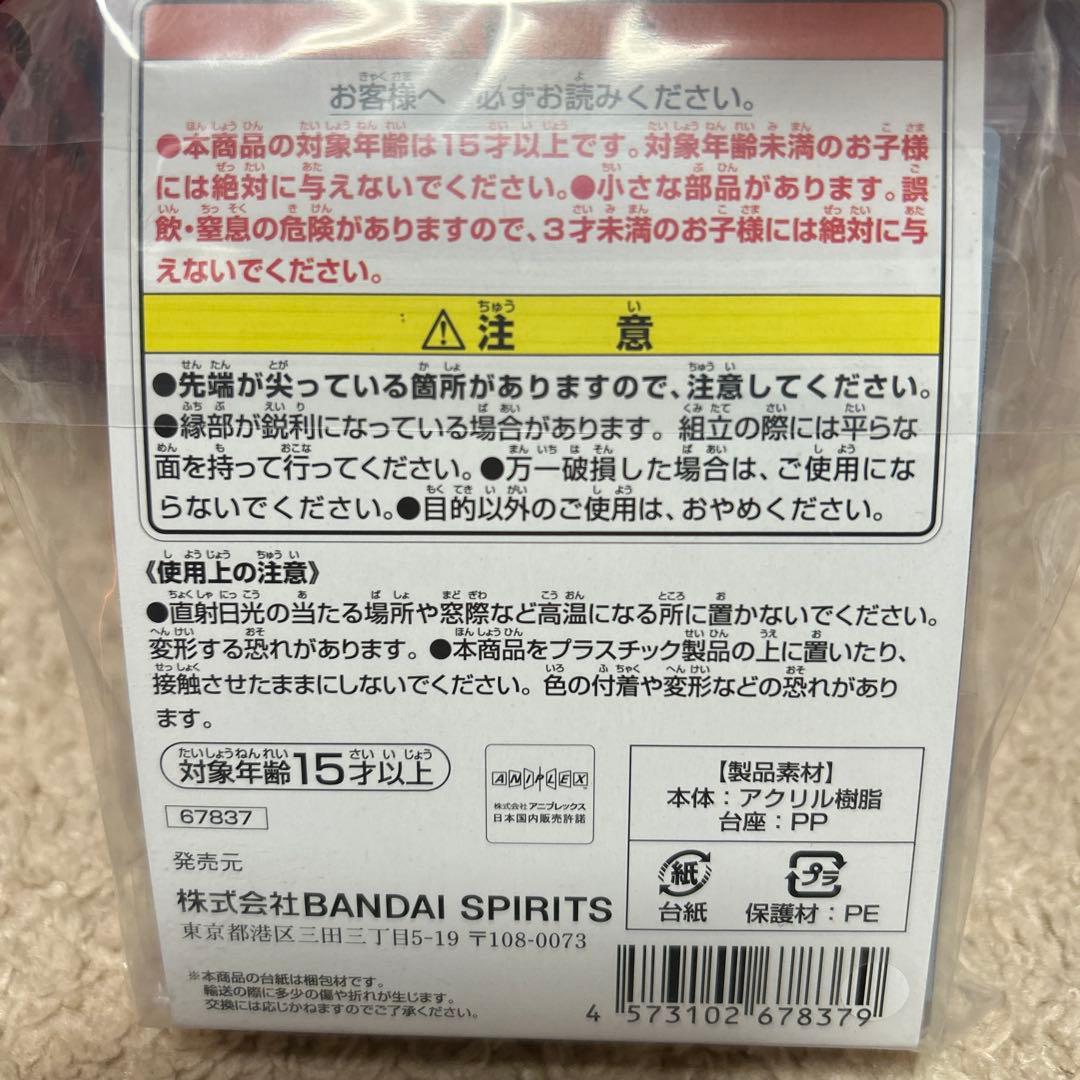 お客様へ 必ずお読みください。
●本商品の対象年齢は15才以上です。対象年齢未満のお子様
には絶対に与えないでください。●小さな部品があります。誤
飲・窒息の危険がありますので、3才未満のお子様には絶対に与
えないでください。
⚠注 意
●先端が尖っている箇所がありますので、注意してください。
●縁部が鋭利になっている場合があります。組立の際には平らな
面を持って行ってください。●万一破損した場合は、ご使用にな
らないでください。●目的以外のご使用は、おやめください。
《使用上の注意》
●直射日光の当たる場所や窓際など高温になる所に置かないでください。
変形する恐れがあります。●本商品をプラスチック製品の上に置いたり、
接触させたままにしないでください。色の付着や変形などの恐れがあり
ます。
対象年齢15才以上
67837
発売元
株式会社BANDAI SPIRITS
東京都港区三田三丁目5-19 〒108-0073
※本商品の台紙は梱包材です。
輸送の際に多少の傷や折れが生じます。
交換には応じかねますのでご了承ください。
ANIPLEX
株式会社アニプレックス
日本国内販売許諾
【製品素材】
本体：アクリル樹脂
台座：PP
紙
台紙
プラ
保護材：PE
4 573102 678379